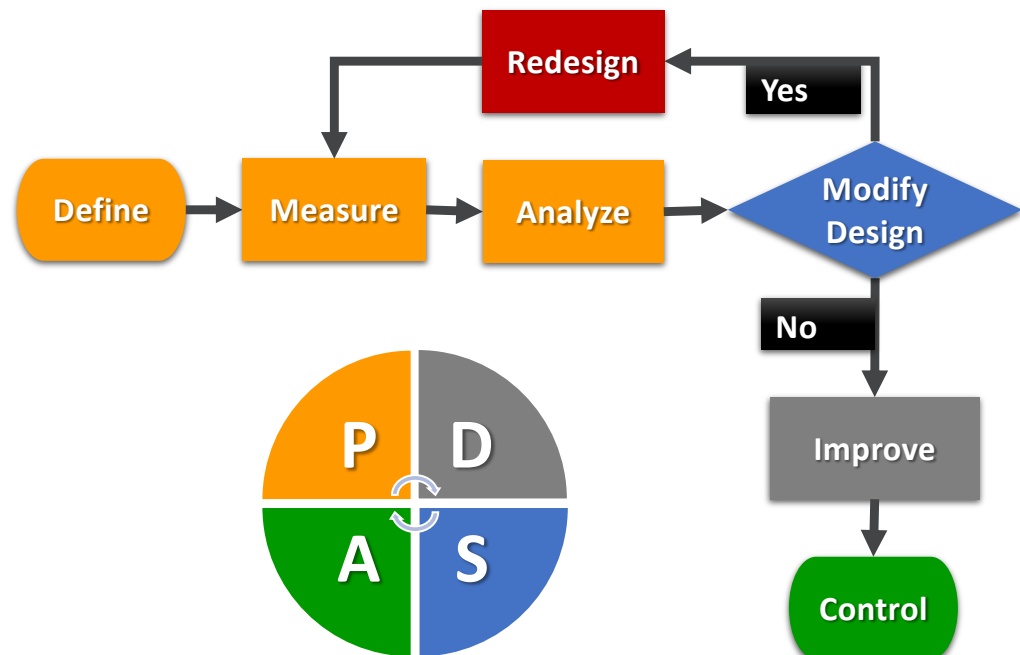 Redesign
Yes
Define
Measure
Analyze
Modify
Design
No
P
D
A
S
Improve
Control